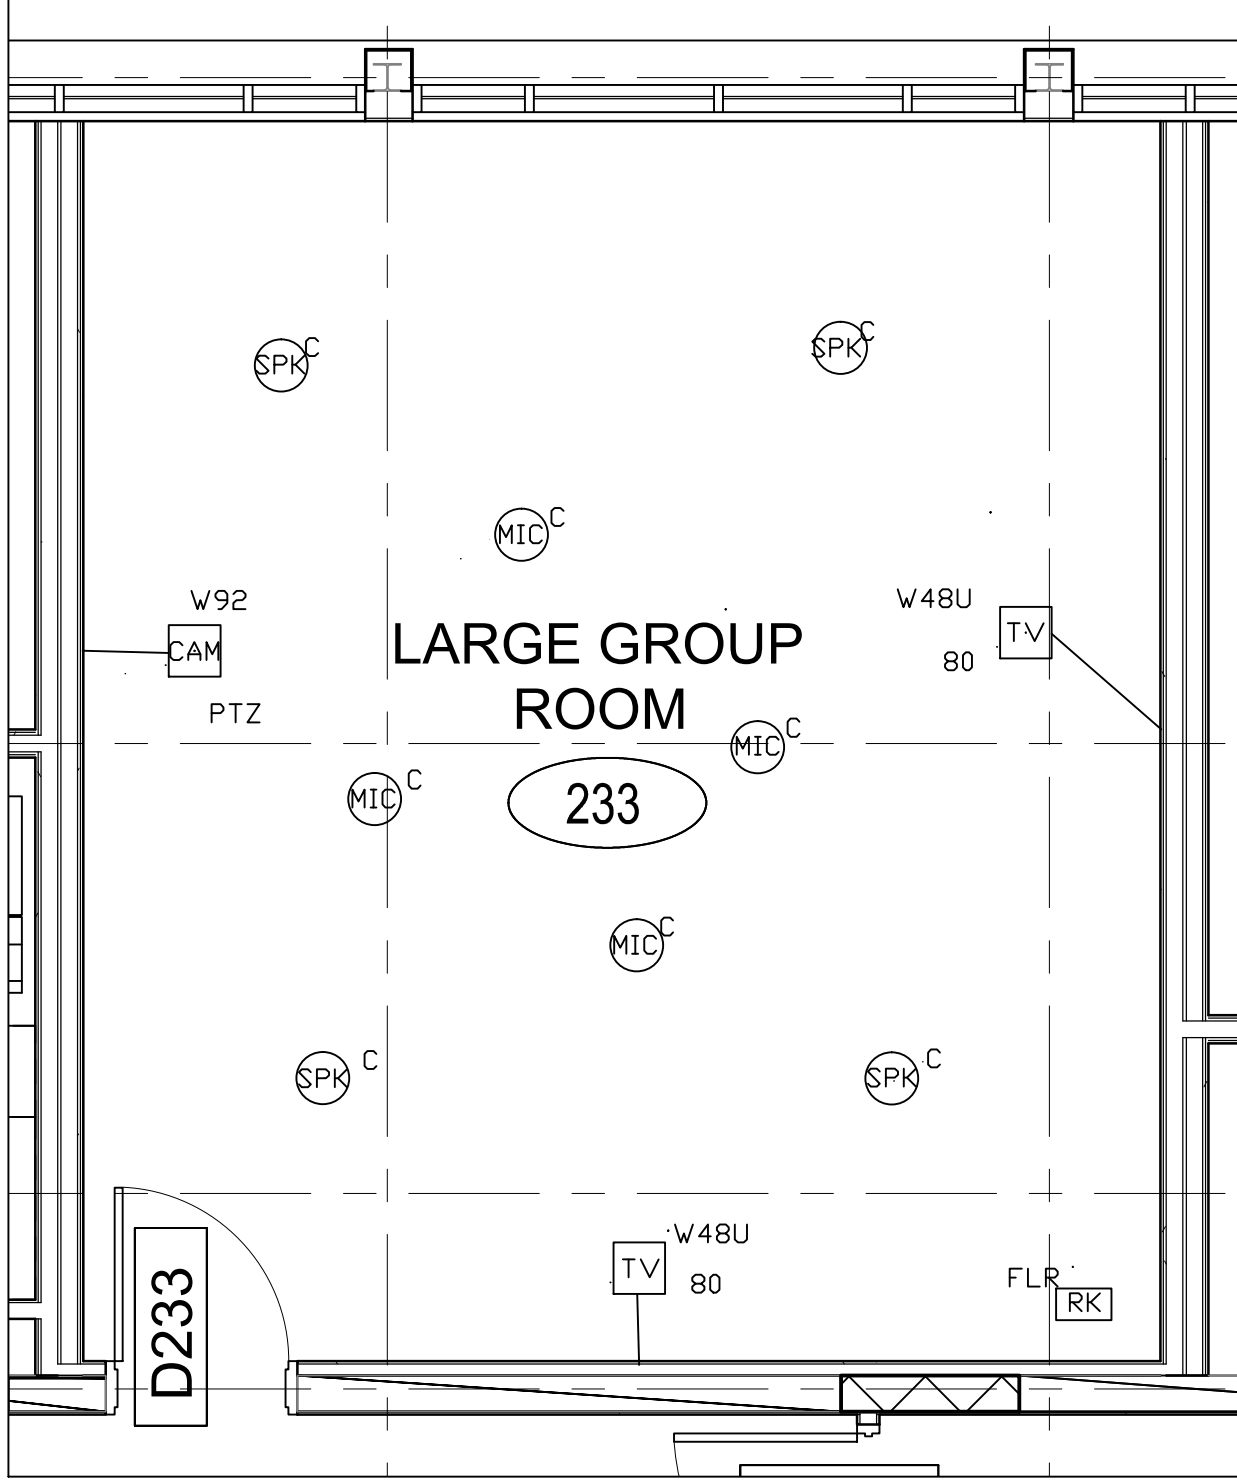 C
SPK
C
SPK
C
MIC
W92
CAM
PTZ
W48U
TV
80
LARGE GROUP
ROOM
C
MIC
C
MIC
233
C
MIC
C
SPK
C
SPK
W48U
TV
80
FLR
RK
D233